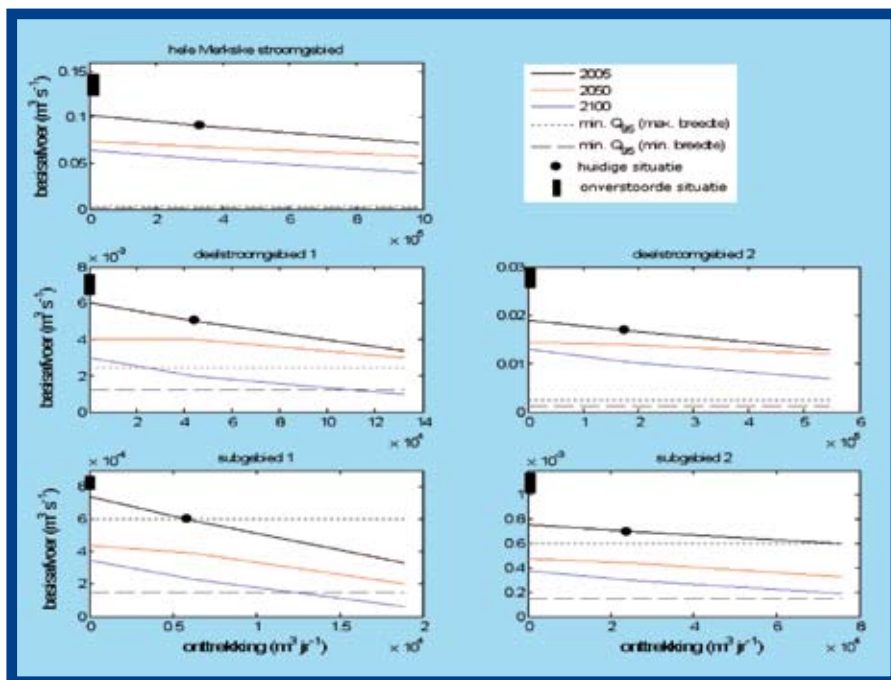 hele Merkske stroomgebied
basisafvoer (m³ s⁻¹)
0.15
0.1
0.05
0
0 2 4 6 8 10
× 10⁵
2005
2050
2100
min. Q₉₅ (max. breedte)
min. Q₉₅ (min. breedte)
huidige situatie
onverstoorde situatie
× 10⁻³
deelstroomgebied 1
basisafvoer (m³ s⁻¹)
8
6
4
2
0
2 4 6 8 10 12 14
× 10⁴
deelstroomgebied 2
0.03
0.02
0.01
0
0 1 2 3 4 5 6
× 10⁵
× 10⁻⁴
subgebied 1
basisafvoer (m³ s⁻¹)
8
6
4
2
0
0 0.5 1 1.5 2
× 10⁴
onttrekking (m³ jr⁻¹)
× 10⁻³
subgebied 2
1
0.8
0.6
0.4
0.2
0
0 2 4 6 8
× 10⁴
onttrekking (m³ jr⁻¹)